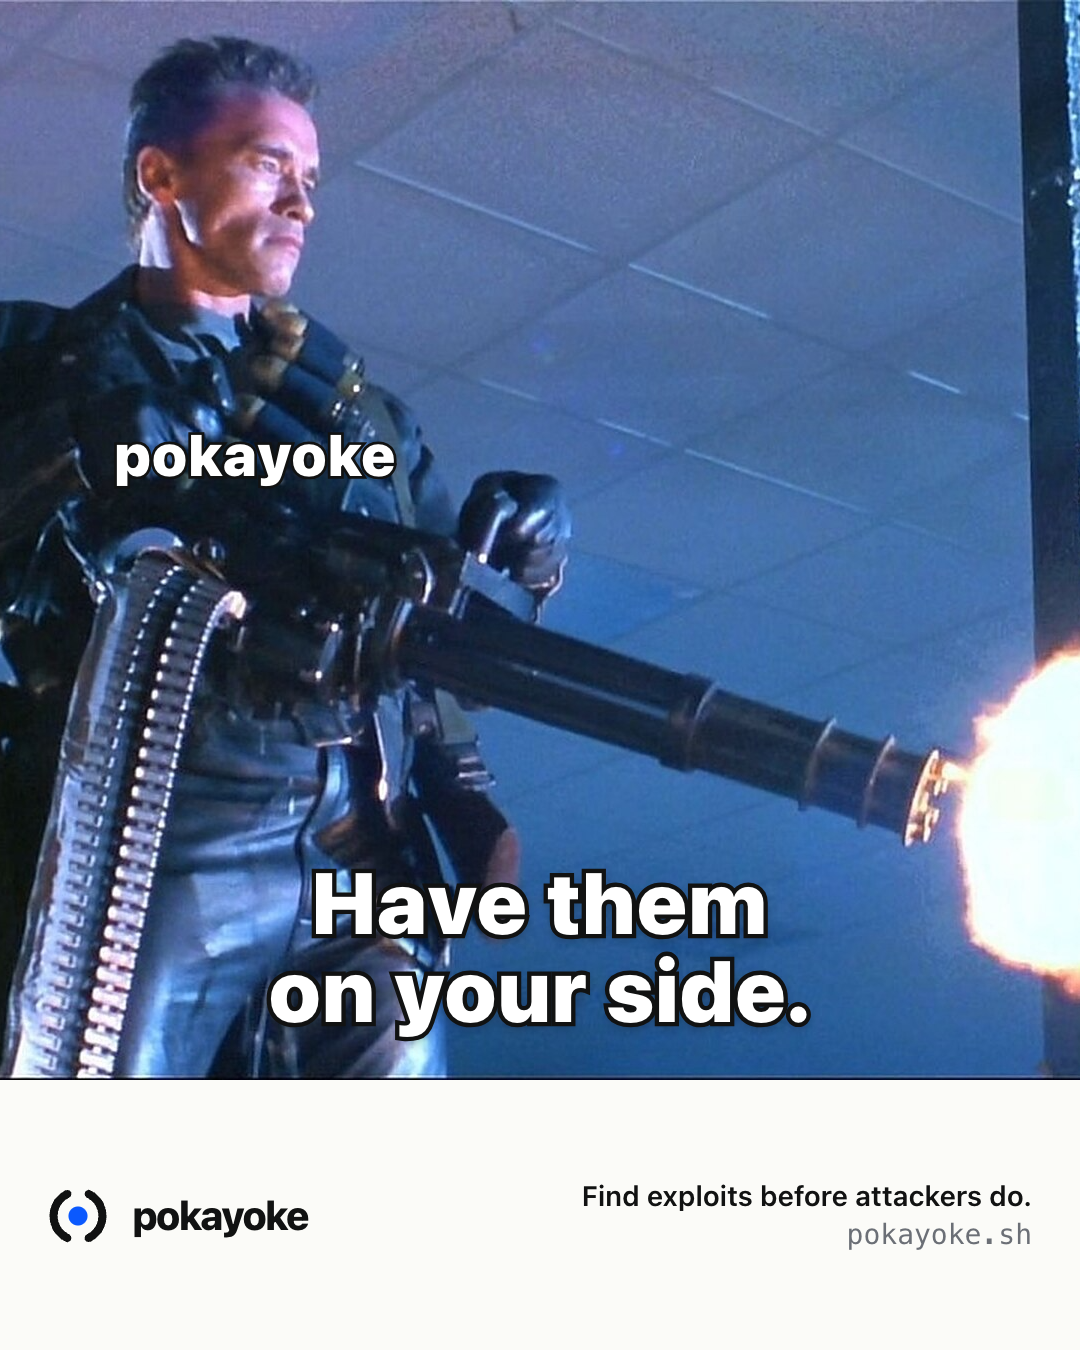 pokayoke
Have them
on your side.
pokayoke
Find exploits before attackers do.
pokayoke.sh